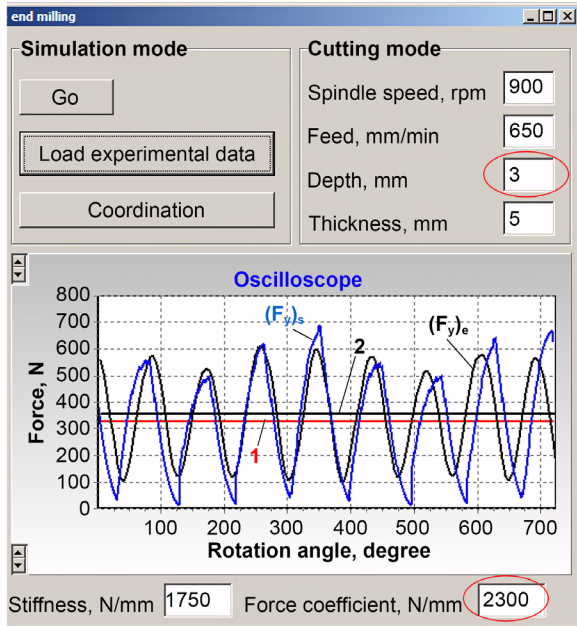 end milling
Simulation mode
Go
Load experimental data
Coordination
Cutting mode
Spindle speed, rpm 900
Feed, mm/min 650
Depth, mm 3
Thickness, mm 5
Oscilloscope
Force, N
800
700
600
500
400
300
200
100
0
(Fy)s
2
(Fy)e
1
100 200 300 400 500 600 700
Rotation angle, degree
Stiffness, N/mm 1750 Force coefficient, N/mm 2300